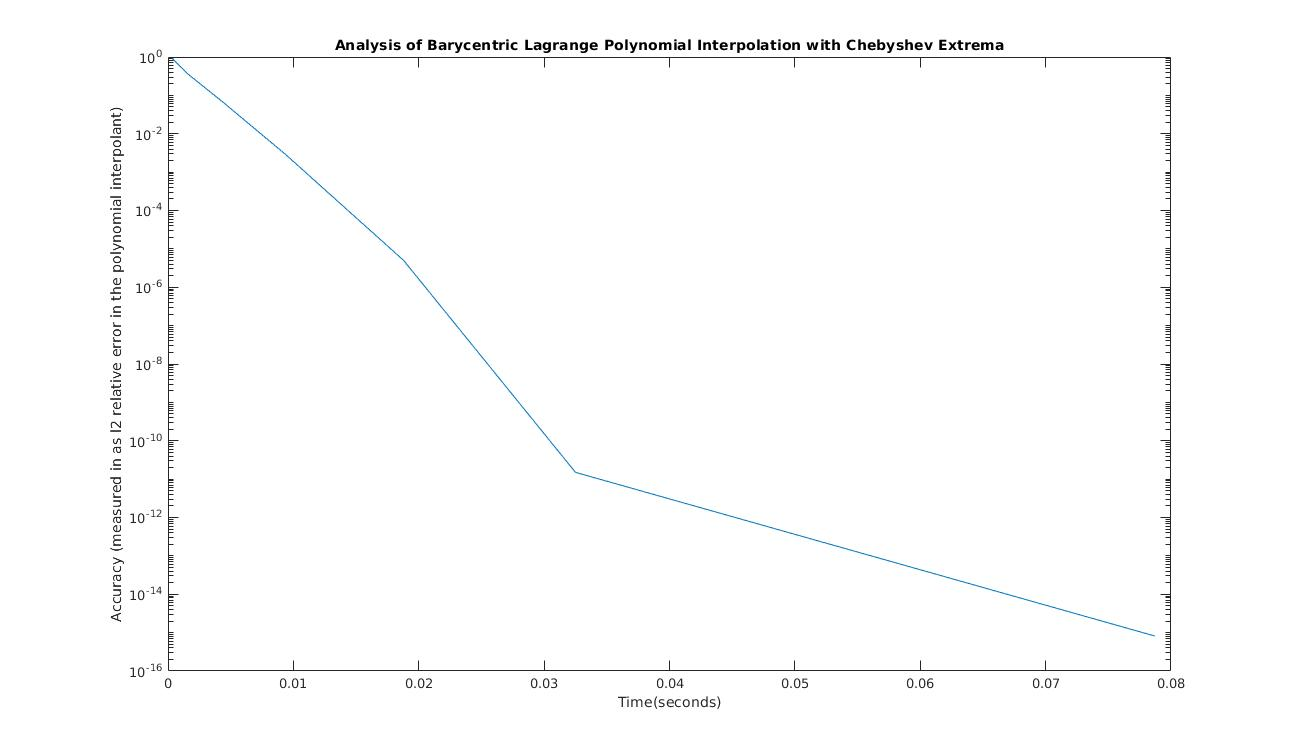 Analysis of Barycentric Lagrange Polynomial Interpolation with Chebyshev Extrema
Accuracy (measured in as l2 relative error in the polynomial interpolant)
10^0
10^-2
10^-4
10^-6
10^-8
10^-10
10^-12
10^-14
10^-16
0 0.01 0.02 0.03 0.04 0.05 0.06 0.07 0.08
Time(seconds)